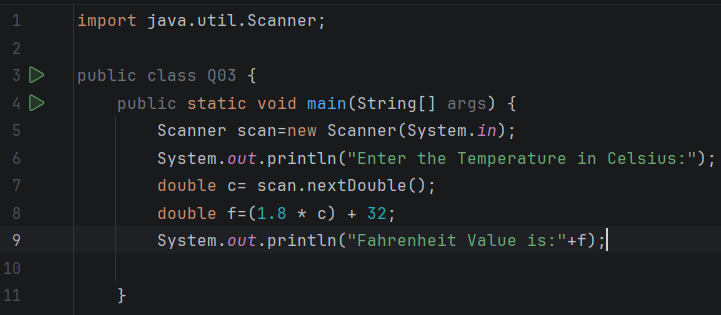 1 import java.util.Scanner;
2
3 public class Q03 {
4 public static void main(String[] args) {
5 Scanner scan=new Scanner(System.in);
6 System.out.println("Enter the Temperature in Celsius:");
7 double c= scan.nextDouble();
8 double f=(1.8 * c) + 32;
9 System.out.println("Fahrenheit Value is:"+f);
10
11 }